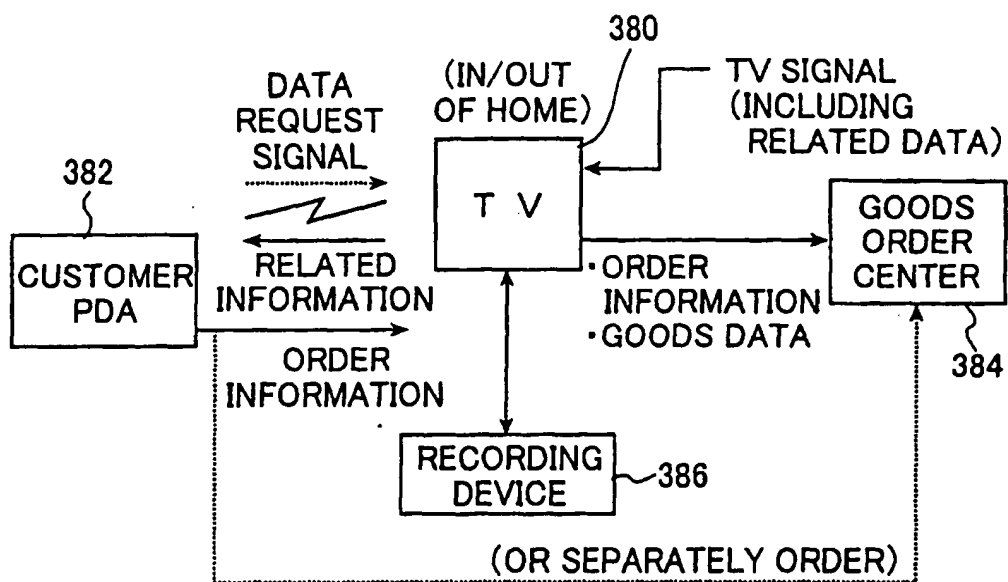 380
(IN/OUT
OF HOME)
TV SIGNAL
(INCLUDING
RELATED DATA)
DATA
REQUEST
SIGNAL
382
T V
GOODS
ORDER
CENTER
CUSTOMER
PDA
RELATED
INFORMATION
・ORDER
INFORMATION
・GOODS DATA
384
ORDER
INFORMATION
RECORDING
DEVICE
386
(OR SEPARATELY ORDER)